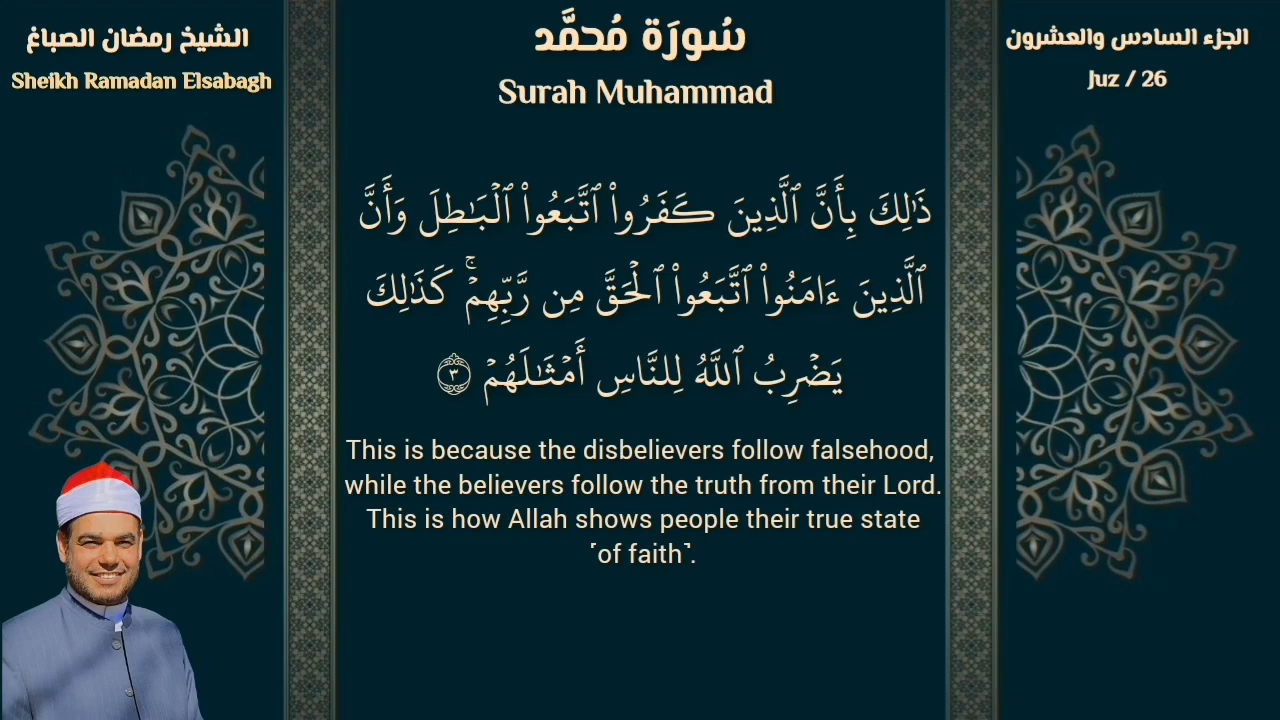 الشيخ رمضان الصباغ
Sheikh Ramadan Elsabagh
سُورَة مُحمَّد
Surah Muhammad
الجزء السادس والعشرون
Juz / 26
ذَٰلِكَ بِأَنَّ ٱلَّذِينَ كَفَرُوا۟ ٱتَّبَعُوا۟ ٱلْبَـٰطِلَ وَأَنَّ
ٱلَّذِينَ ءَامَنُوا۟ ٱتَّبَعُوا۟ ٱلْحَقَّ مِن رَّبِّهِمْ ۚ كَذَٰلِكَ
يَضْرِبُ ٱللَّهُ لِلنَّاسِ أَمْثَـٰلَهُمْ ٣
This is because the disbelievers follow falsehood,
while the believers follow the truth from their Lord.
This is how Allah shows people their true state
˹of faith˺.